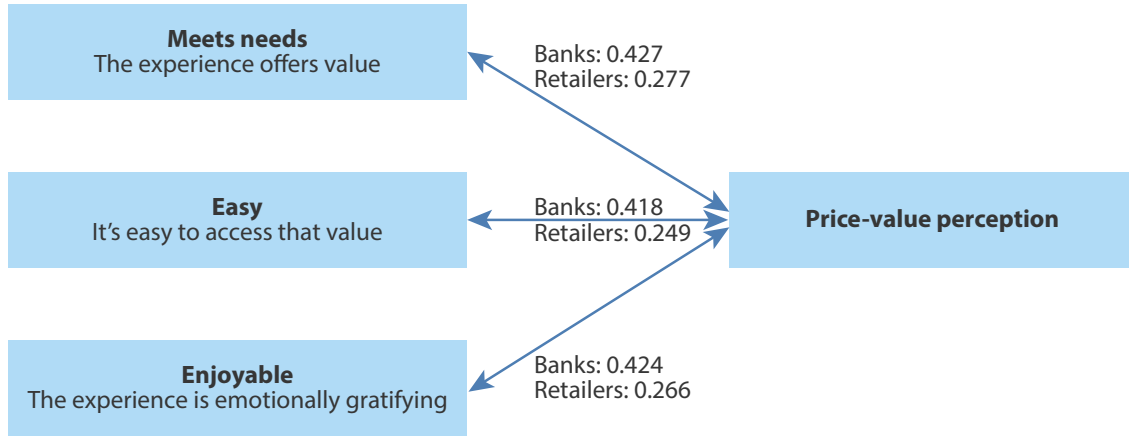 Meets needs
The experience offers value
Banks: 0.427
Retailers: 0.277
Easy
It's easy to access that value
Banks: 0.418
Retailers: 0.249
Price-value perception
Enjoyable
The experience is emotionally gratifying
Banks: 0.424
Retailers: 0.266